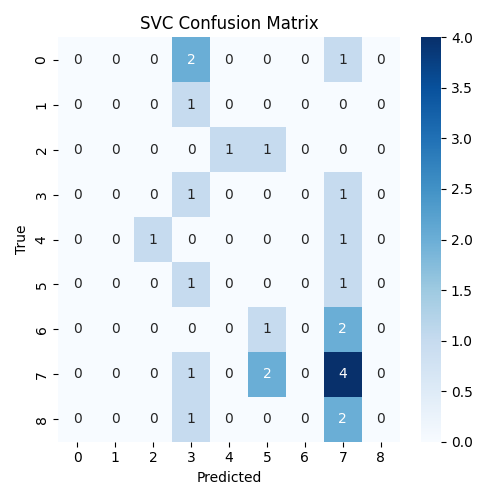 SVC Confusion Matrix
True
0 0 0 0 2 0 0 0 1 0
1 0 0 0 1 0 0 0 0 0
2 0 0 0 0 1 1 0 0 0
3 0 0 0 1 0 0 0 1 0
4 0 0 1 0 0 0 0 1 0
5 0 0 0 1 0 0 0 1 0
6 0 0 0 0 0 1 0 2 0
7 0 0 0 1 0 2 0 4 0
8 0 0 0 1 0 0 0 2 0
0 1 2 3 4 5 6 7 8
Predicted
4.0
3.5
3.0
2.5
2.0
1.5
1.0
0.5
0.0